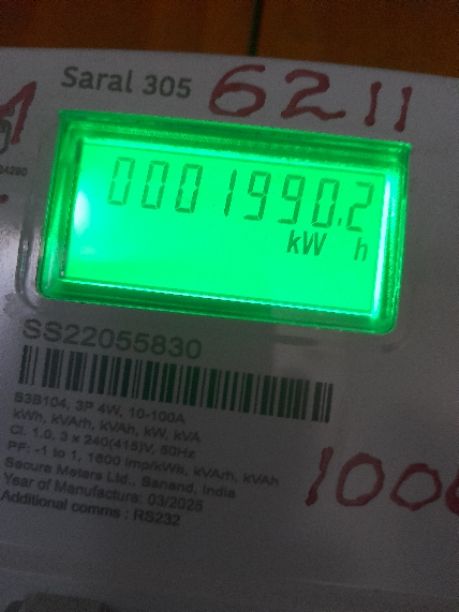 Saral 305
6211
0001990.2
kW h
SS22055830
S3B104, 3P 4W, 10-100A
kWh, kVArh, kVAh, kW, kVA
Cl. 1.0, 3 x 240(415)V, 50Hz
PF: -1 to 1, 1600 imp/kWs, kVArh, kVAh
Secure Meters Ltd., Sanand, India
Year of Manufacture: 03/2025
Additional comms : RS232